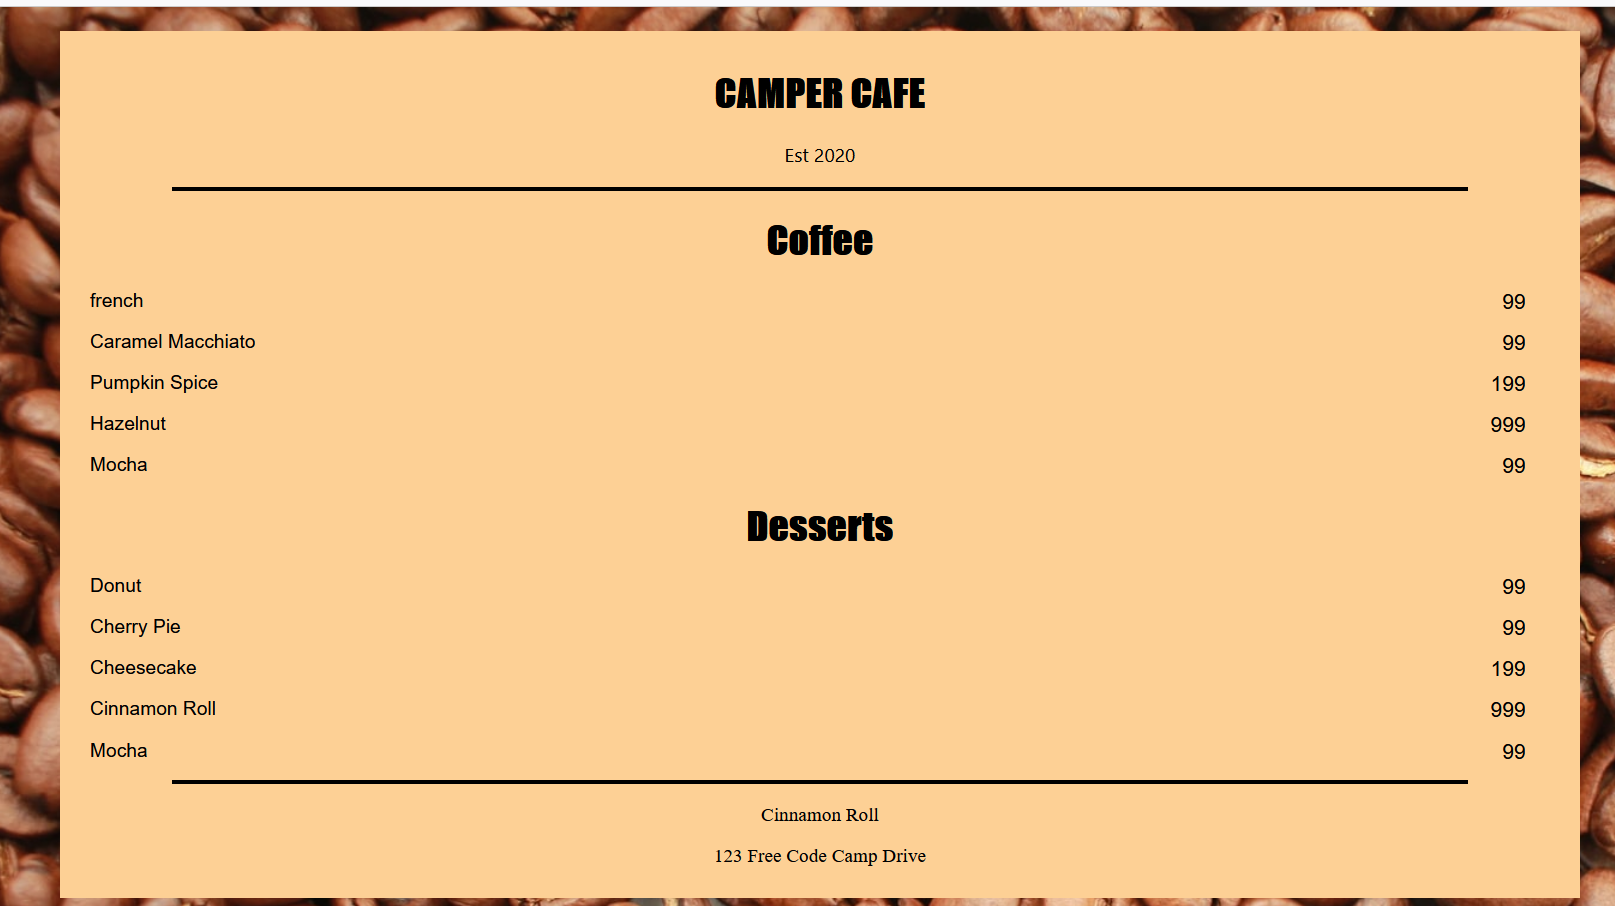 CAMPER CAFE
Est 2020
Coffee
french 99
Caramel Macchiato 99
Pumpkin Spice 199
Hazelnut 999
Mocha 99
Desserts
Donut 99
Cherry Pie 99
Cheesecake 199
Cinnamon Roll 999
Mocha 99
Cinnamon Roll
123 Free Code Camp Drive